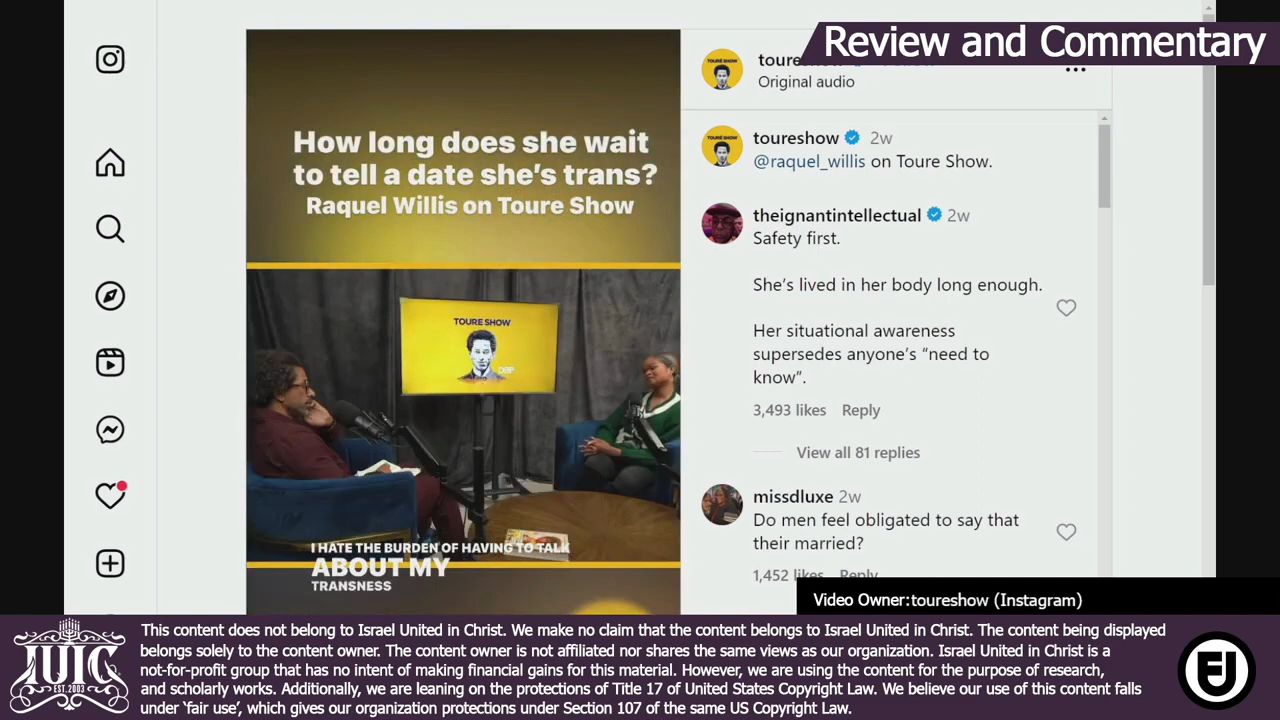 Review and Commentary
How long does she wait
to tell a date she's trans?
Raquel Willis on Toure Show
TOURE SHOW
I HATE THE BURDEN OF HAVING TO TALK
ABOUT MY
TRANSNESS
TOURÉ SHOW
Original audio
TOURÉ SHOW
toureshow 2w
@raquel_willis on Toure Show.
theignantintellectual 2w
Safety first.
She's lived in her body long enough.
Her situational awareness
supersedes anyone's “need to
know”.
3,493 likes Reply
View all 81 replies
missdluxe 2w
Do men feel obligated to say that
their married?
1,452 likes Reply
Video Owner:toureshow (Instagram)
IUIC
EST. 2003
This content does not belong to Israel United in Christ. We make no claim that the content belongs to Israel United in Christ. The content being displayed
belongs solely to the content owner. The content owner is not affiliated nor shares the same views as our organization. Israel United in Christ is a
not-for-profit group that has no intent of making financial gains for this material. However, we are using the content for the purpose of research,
and scholarly works. Additionally, we are leaning on the protections of Title 17 of United States Copyright Law. We believe our use of this content falls
under ‘fair use’, which gives our organization protections under Section 107 of the same US Copyright Law.